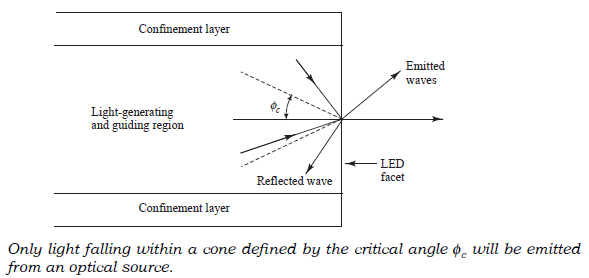 Confinement layer
Emitted
waves
ϕc
Light-generating
and guiding region
LED
facet
Reflected wave
Confinement layer
Only light falling within a cone defined by the critical angle ϕc will be emitted
from an optical source.